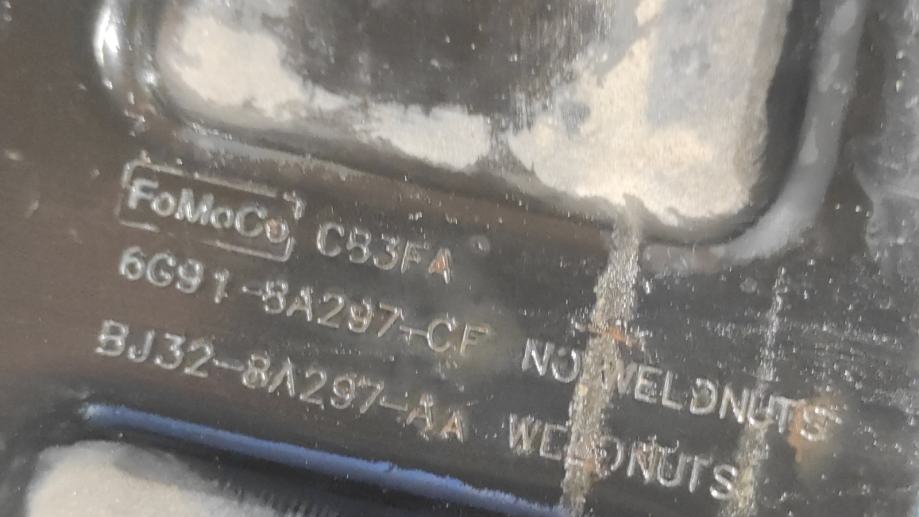 FoMoCo C83FA
6G91-8A297-CF NO WELDNUTS
BJ32-8A297-AA WELDNUTS